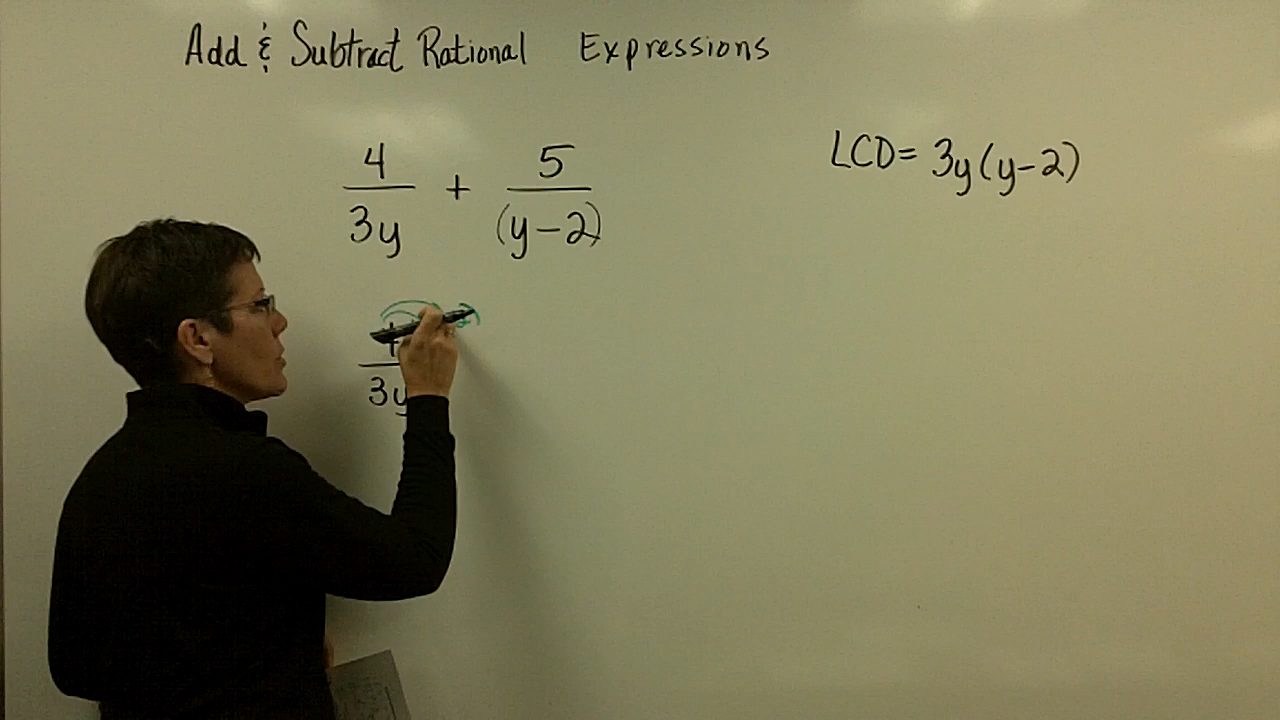 Add & Subtract Rational Expressions
4/3y + 5/(y-2)
LCD= 3y(y-2)
3y